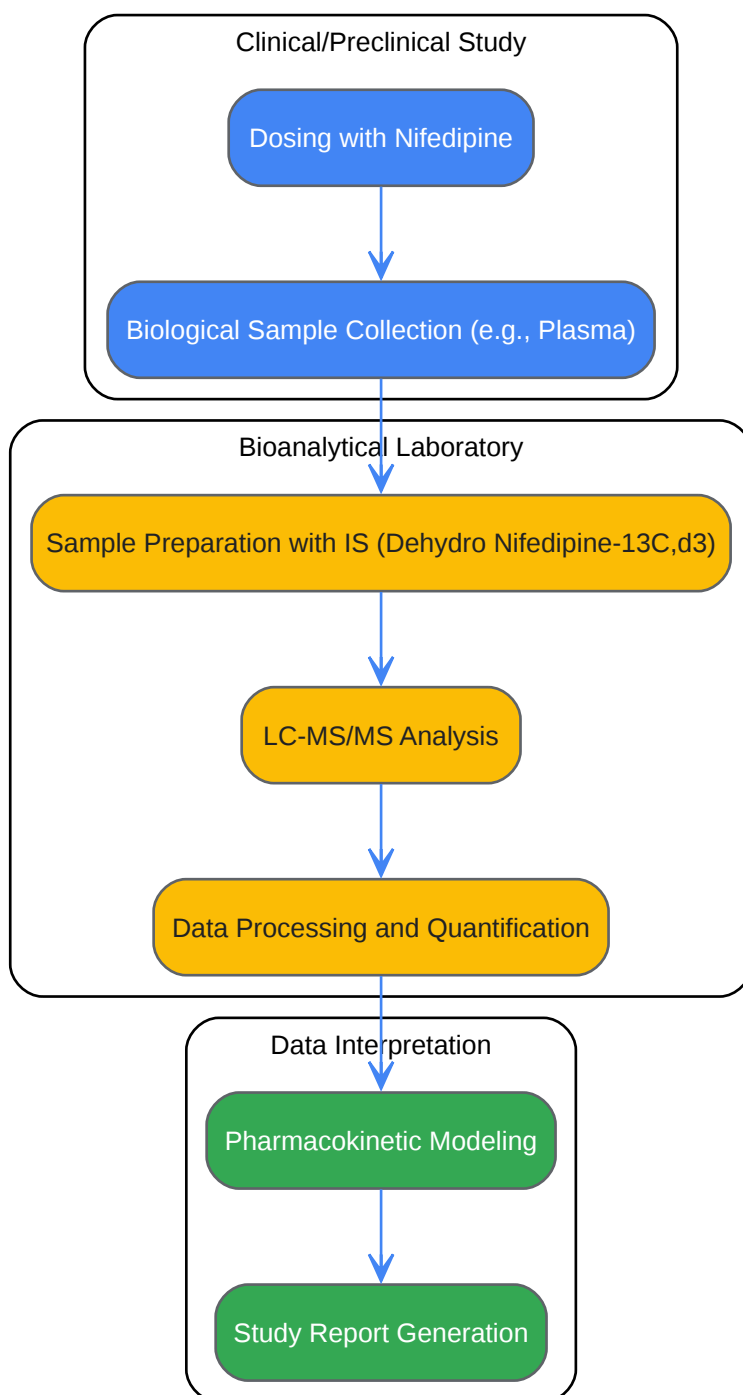 Clinical/Preclinical Study
Dosing with Nifedipine
Biological Sample Collection (e.g., Plasma)
Bioanalytical Laboratory
Sample Preparation with IS (Dehydro Nifedipine-13C,d3)
LC-MS/MS Analysis
Data Processing and Quantification
Data Interpretation
Pharmacokinetic Modeling
Study Report Generation